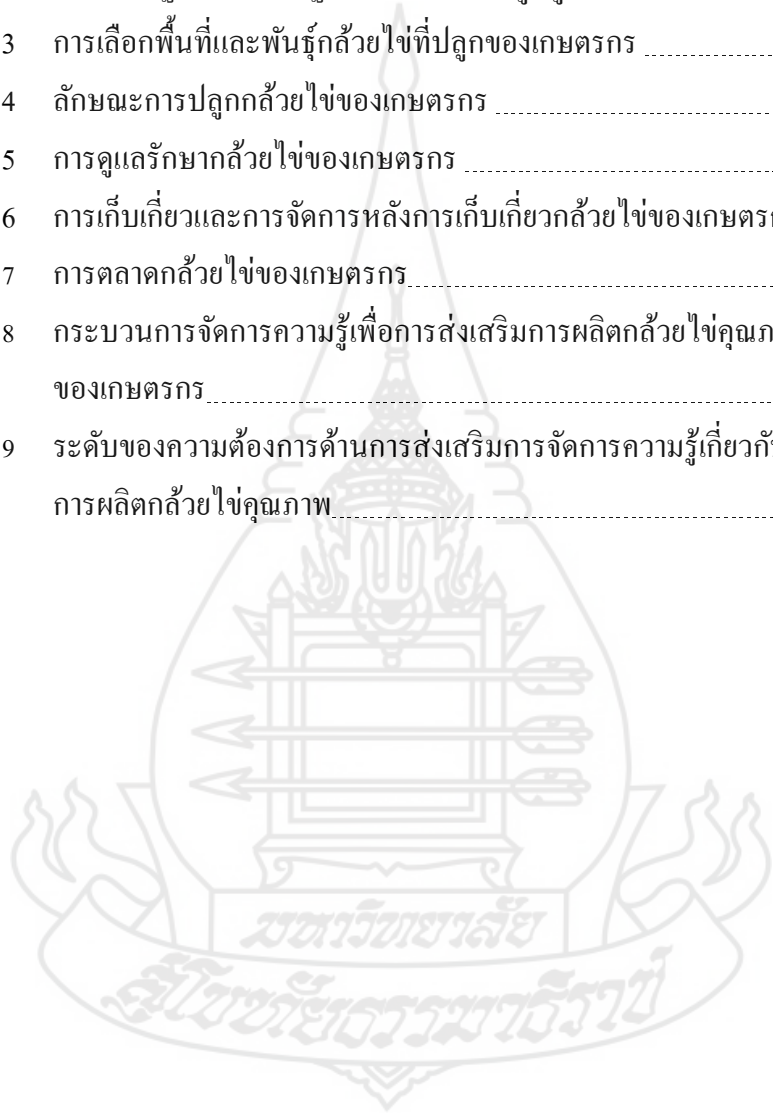 3 การเลือกพื้นที่และพันธุ์กล้วยไข่ที่ปลูกของเกษตรกร
4 ลักษณะการปลูกกล้วยไข่ของเกษตรกร
5 การดูแลรักษากล้วยไข่ของเกษตรกร
6 การเก็บเกี่ยวและการจัดการหลังการเก็บเกี่ยวกล้วยไข่ของเกษตร
7 การตลาดกล้วยไข่ของเกษตรกร
8 กระบวนการจัดการความรู้เพื่อการส่งเสริมการผลิตกล้วยไข่คุณภ
ของเกษตรกร
9 ระดับของความต้องการด้านการส่งเสริมการจัดการความรู้เกี่ยวกั
การผลิตกล้วยไข่คุณภาพ
มหาวิทยาลัย
สุโขทัยธรรมาธิราช